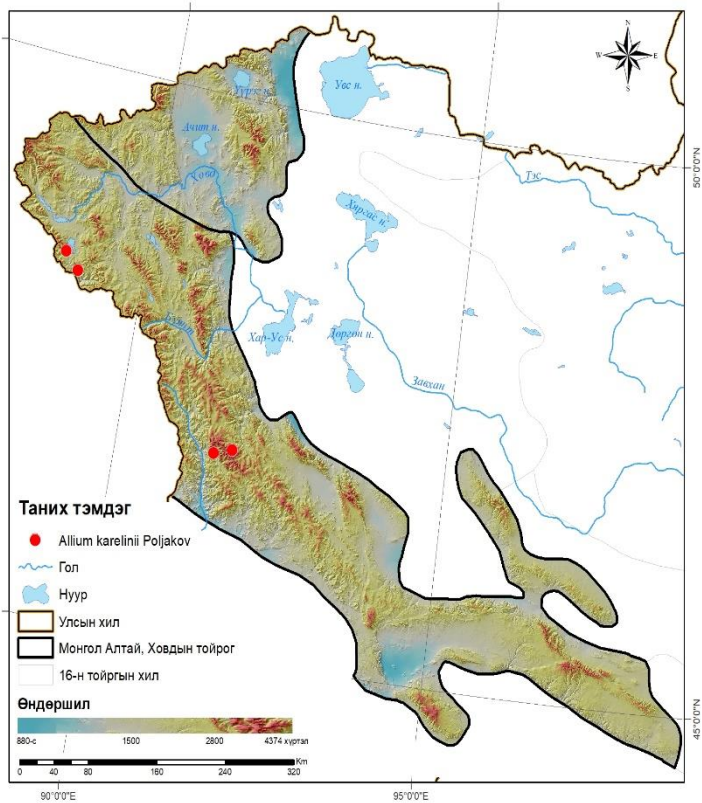 N
W E
S
Увс н.
Үүрэг н.
Ачит н.
Ховд
50°0'0"N
Тэс
Хяргас н.
Хар-Ус н.
Дөргөн н.
Завхан
Таних тэмдэг
Allium karelinii Poljakov
Гол
Нуур
Улсын хил
Монгол Алтай, Ховдын тойрог
16-н тойргын хил
Өндөршил
880-с 1500 2800 4374 хүртэл
Km
0 40 80 160 240 320
45°0'0"N
90°0'0"E 95°0'0"E